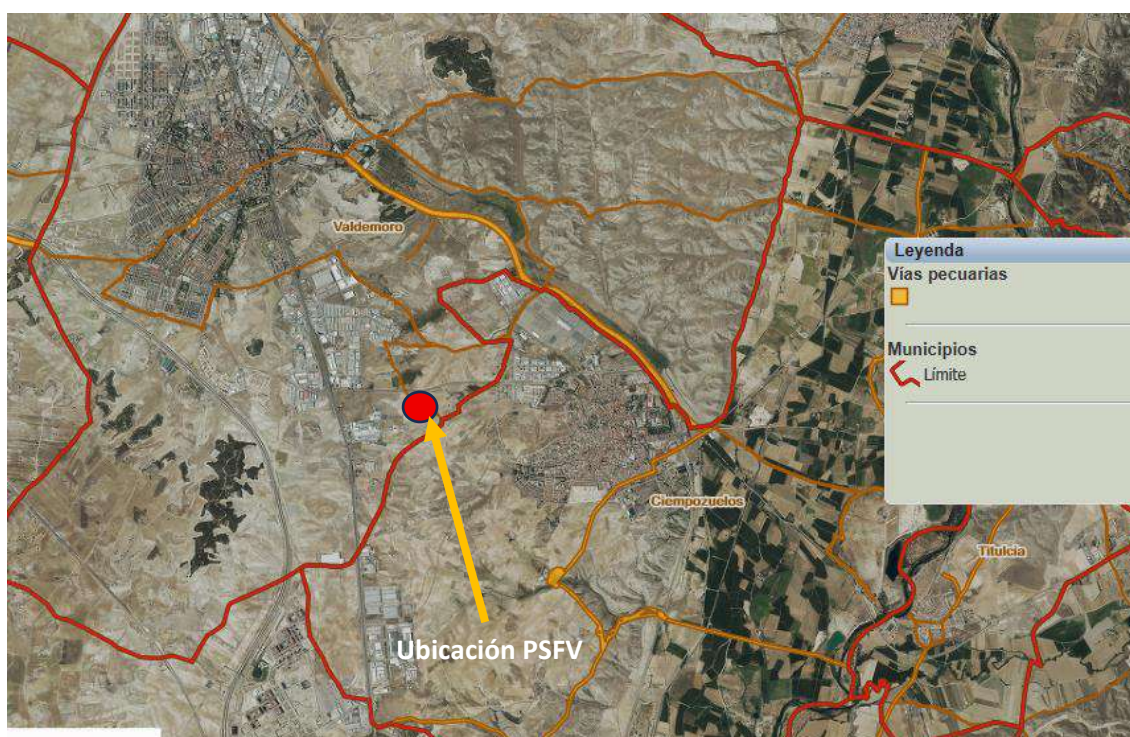 Valdemoro
Leyenda
Vías pecuarias
Municipios
Límite
Ciempozuelos
Titulcia
Ubicación PSFV